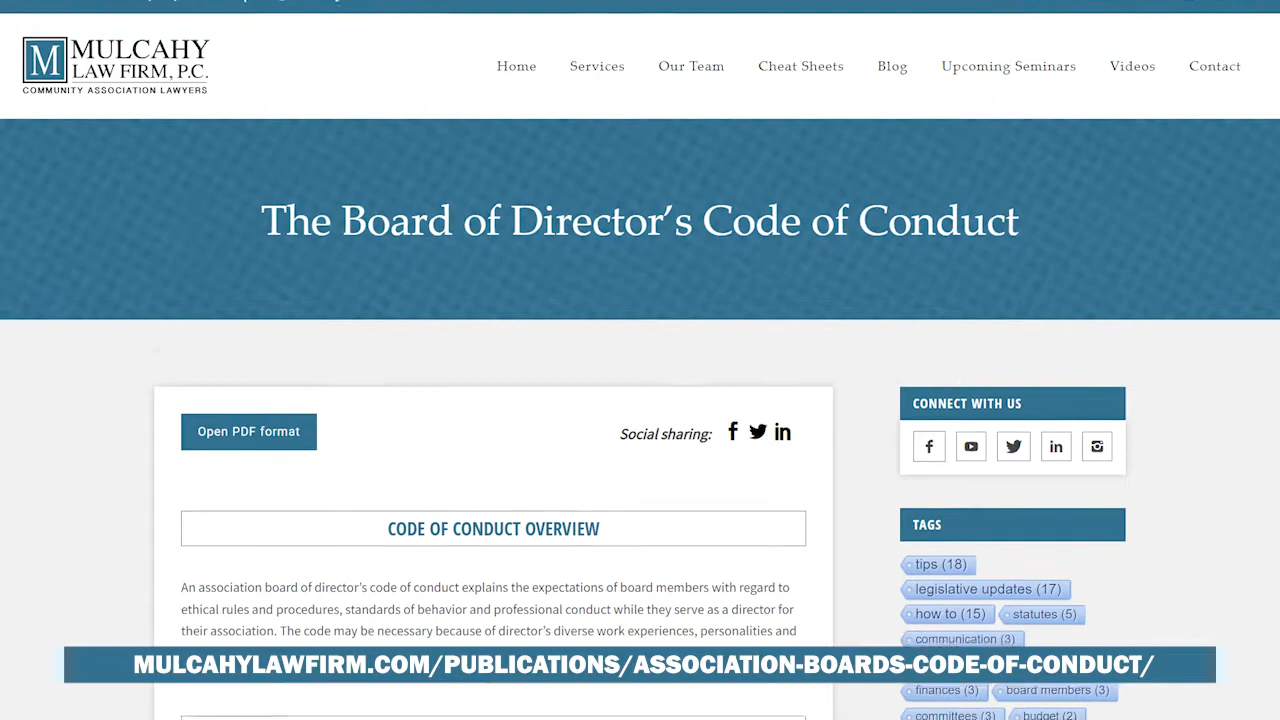 M MULCAHY
LAW FIRM, P.C.
COMMUNITY ASSOCIATION LAWYERS
Home Services Our Team Cheat Sheets Blog Upcoming Seminars Videos Contact
The Board of Director's Code of Conduct
Open PDF format
Social sharing:
CONNECT WITH US
CODE OF CONDUCT OVERVIEW
An association board of director's code of conduct explains the expectations of board members with regard to
ethical rules and procedures, standards of behavior and professional conduct while they serve as a director for
their association. The code may be necessary because of director's diverse work experiences, personalities and
TAGS
tips (18)
legislative updates (17)
how to (15) statutes (5)
communication (3)
finances (3) board members (3)
committees (3) budget (2)
MULCAHYLAWFIRM.COM/PUBLICATIONS/ASSOCIATION-BOARDS-CODE-OF-CONDUCT/